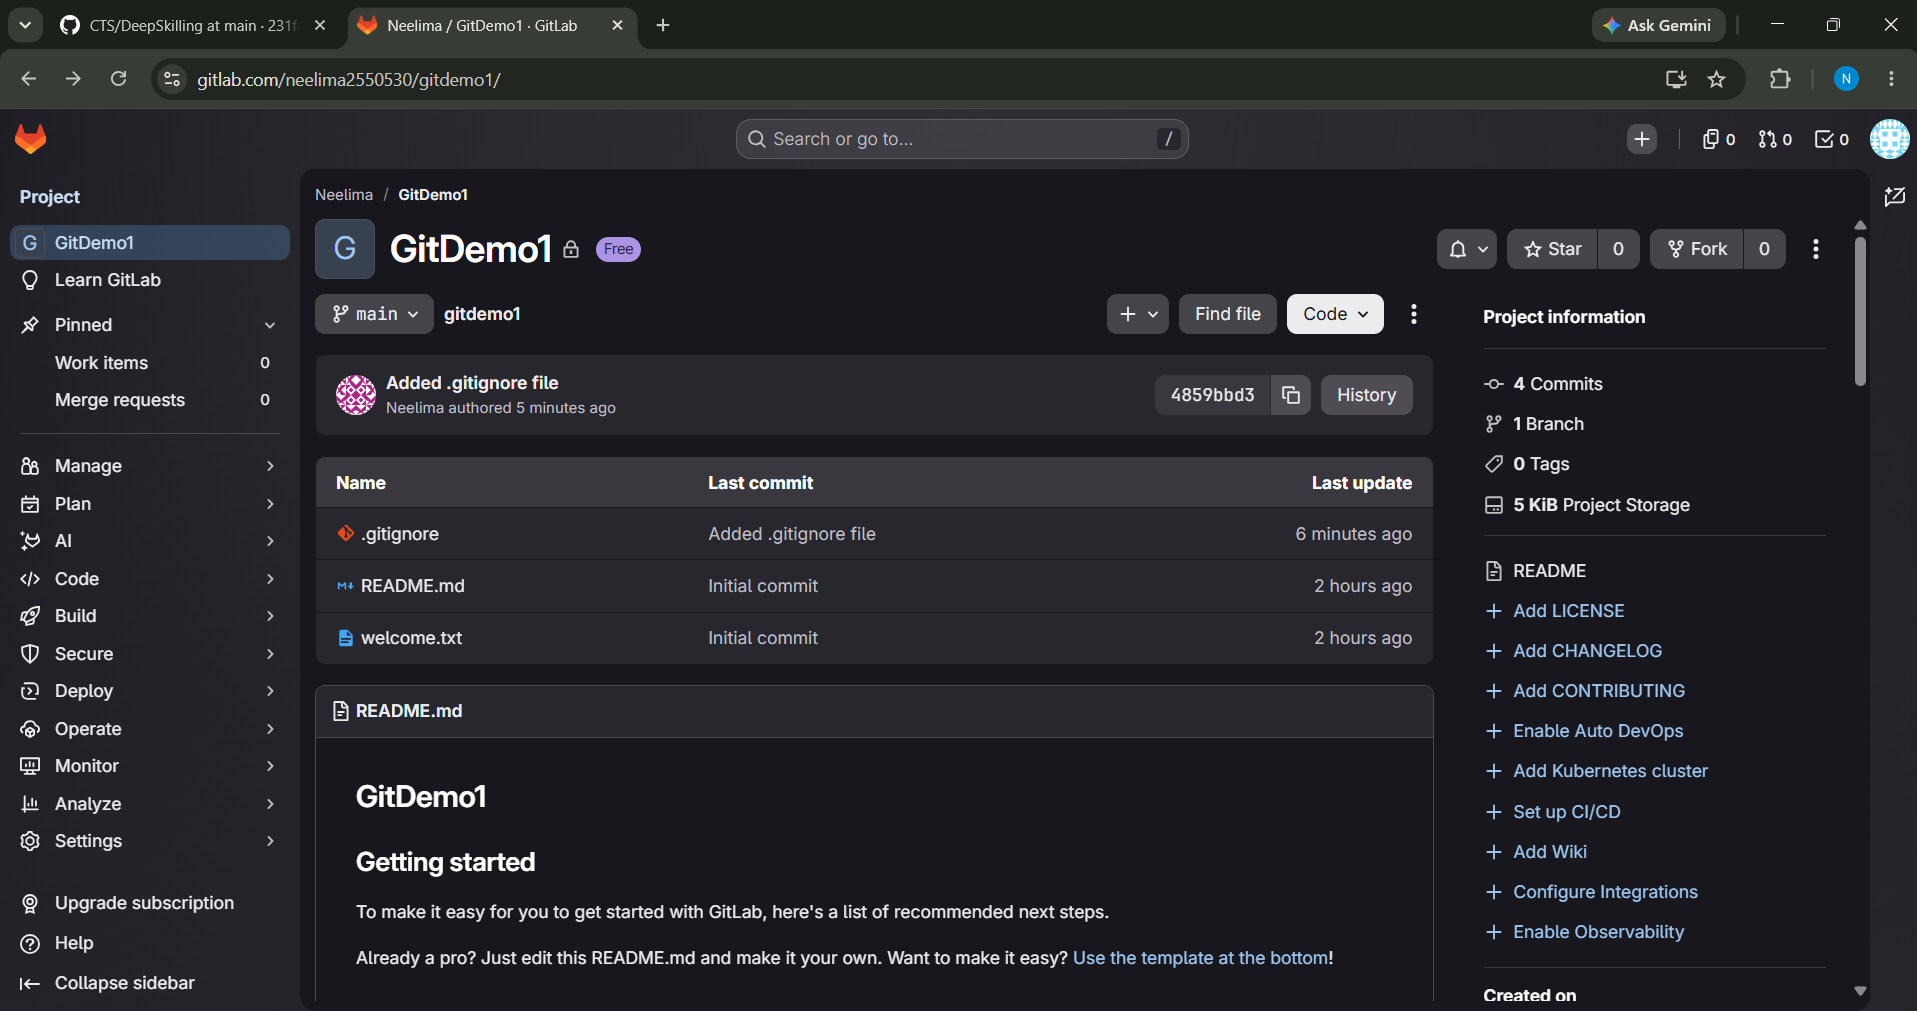 CTS/DeepSkilling at main · 231f
Neelima / GitDemo1 · GitLab
Ask Gemini
gitlab.com/neelima2550530/gitdemo1/
N
Search or go to...
/
0
0
0
Project
G GitDemo1
Learn GitLab
Pinned
Work items 0
Merge requests 0
Manage
Plan
AI
Code
Build
Secure
Deploy
Operate
Monitor
Analyze
Settings
Upgrade subscription
Help
Collapse sidebar
Neelima / GitDemo1
G GitDemo1 Free
Star 0
Fork 0
main gitdemo1
Find file
Code
Added .gitignore file
Neelima authored 5 minutes ago
4859bbd3
History
Name Last commit Last update
.gitignore Added .gitignore file 6 minutes ago
README.md Initial commit 2 hours ago
welcome.txt Initial commit 2 hours ago
README.md
GitDemo1
Getting started
To make it easy for you to get started with GitLab, here's a list of recommended next steps.
Already a pro? Just edit this README.md and make it your own. Want to make it easy? Use the template at the bottom!
Project information
4 Commits
1 Branch
0 Tags
5 KiB Project Storage
README
Add LICENSE
Add CHANGELOG
Add CONTRIBUTING
Enable Auto DevOps
Add Kubernetes cluster
Set up CI/CD
Add Wiki
Configure Integrations
Enable Observability
Created on